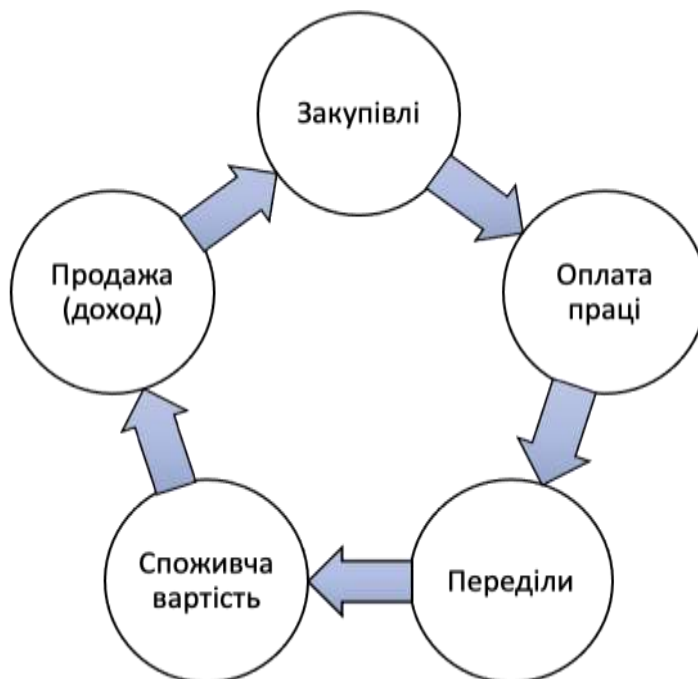 Закупівлі
Оплата
праці
Переділи
Споживча
вартість
Продажа
(доход)